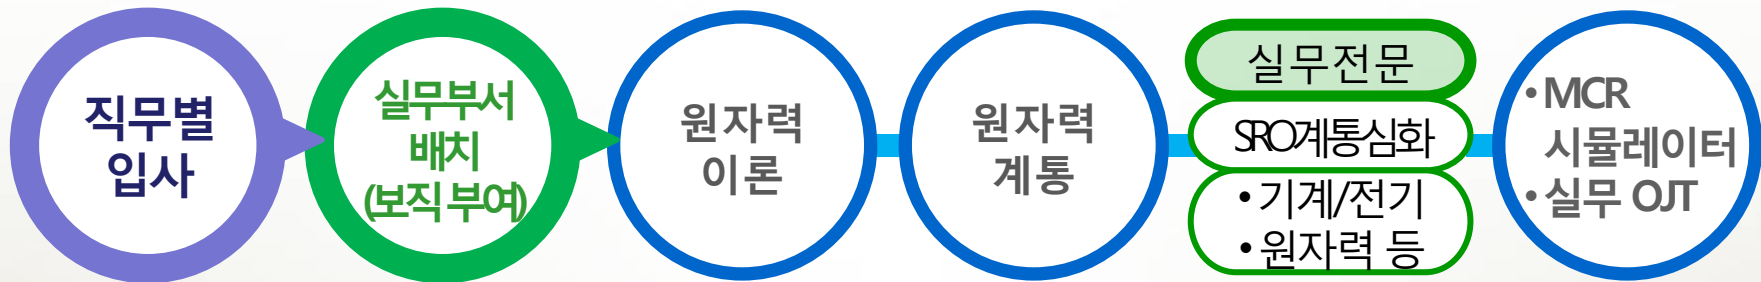 직무별
입사
실무부서
배치
(보직 부여)
원자력
이론
원자력
계통
실무전문
SRO계통심화
•기계/전기
•원자력 등
•MCR
시뮬레이터
•실무 OJT